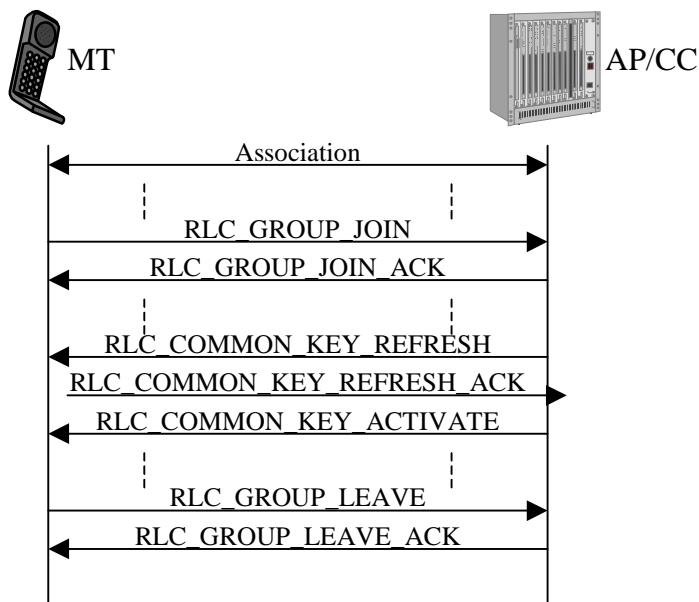 MT
AP/CC
Association
RLC_GROUP_JOIN
RLC_GROUP_JOIN_ACK
RLC_COMMON_KEY_REFRESH
RLC_COMMON_KEY_REFRESH_ACK
RLC_COMMON_KEY_ACTIVATE
RLC_GROUP_LEAVE
RLC_GROUP_LEAVE_ACK